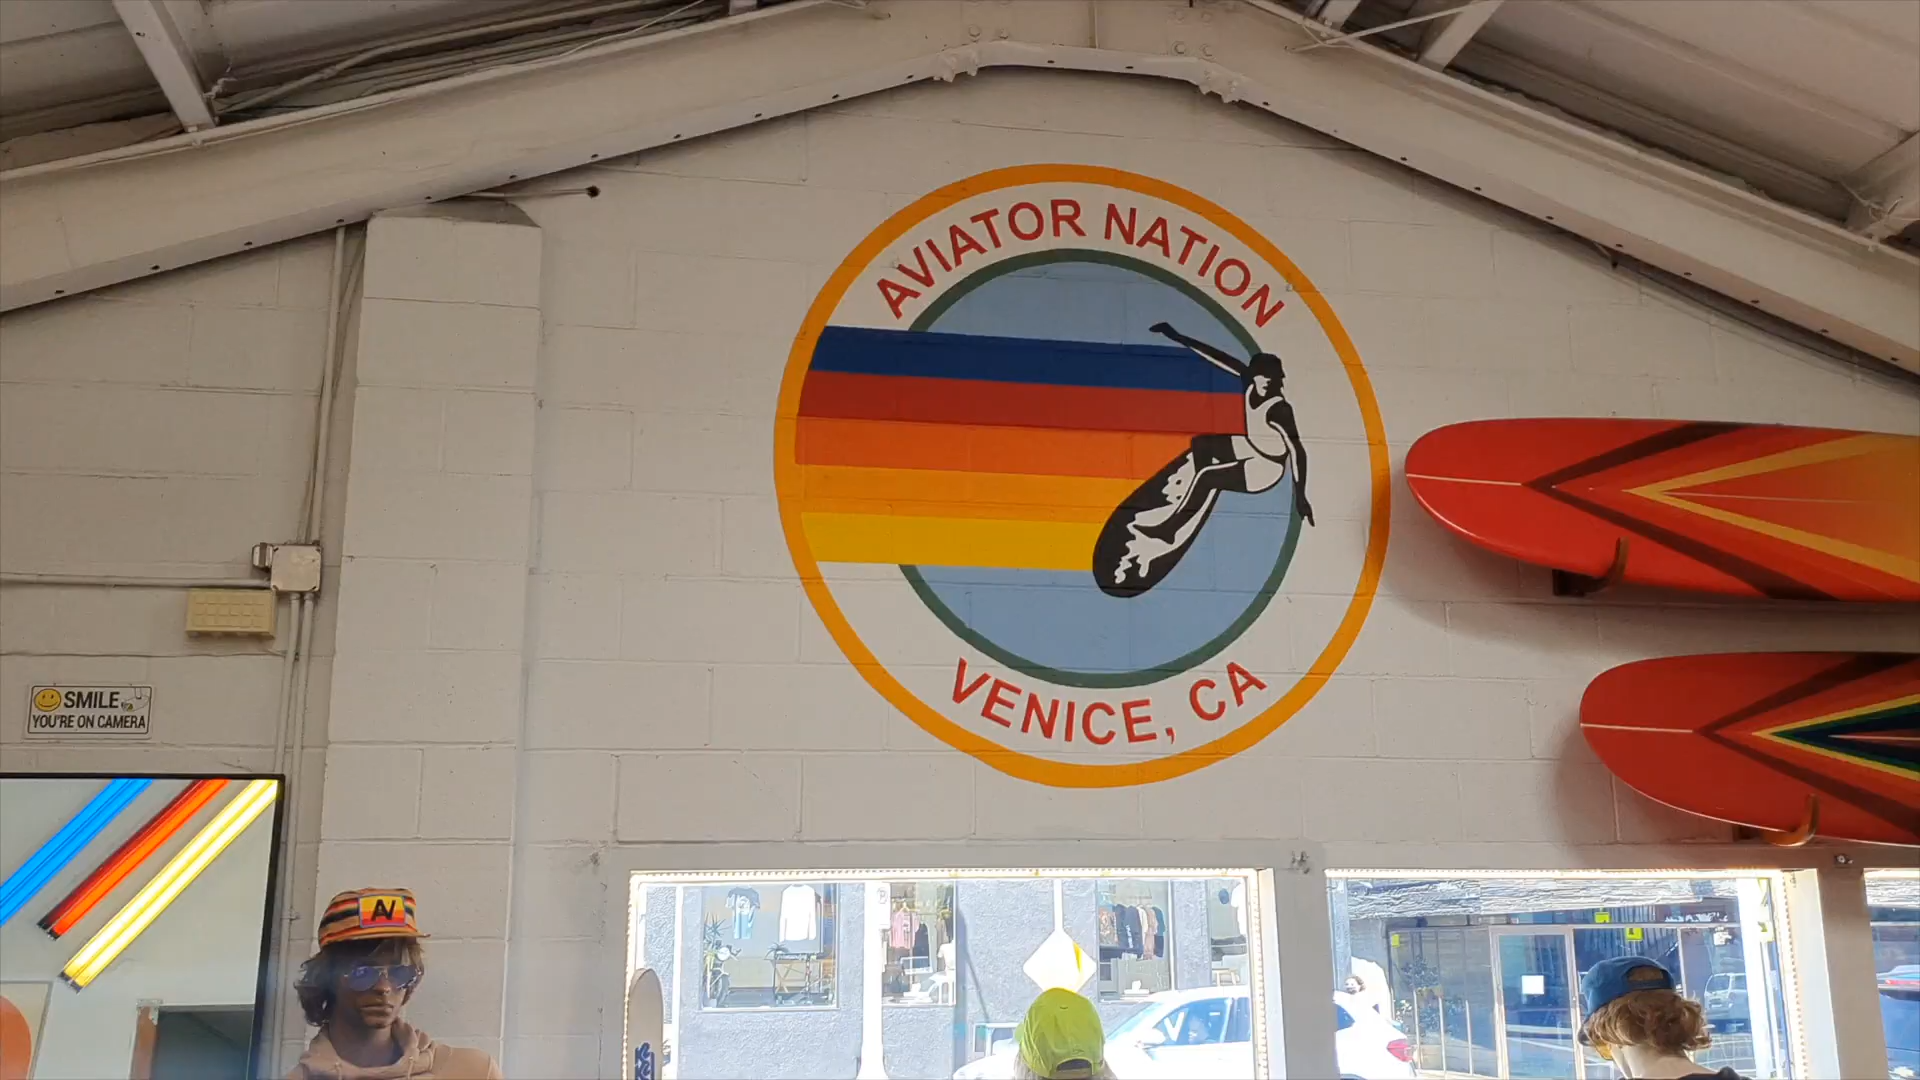 AVIATOR NATION
VENICE, CA
SMILE
YOU'RE ON CAMERA
AV